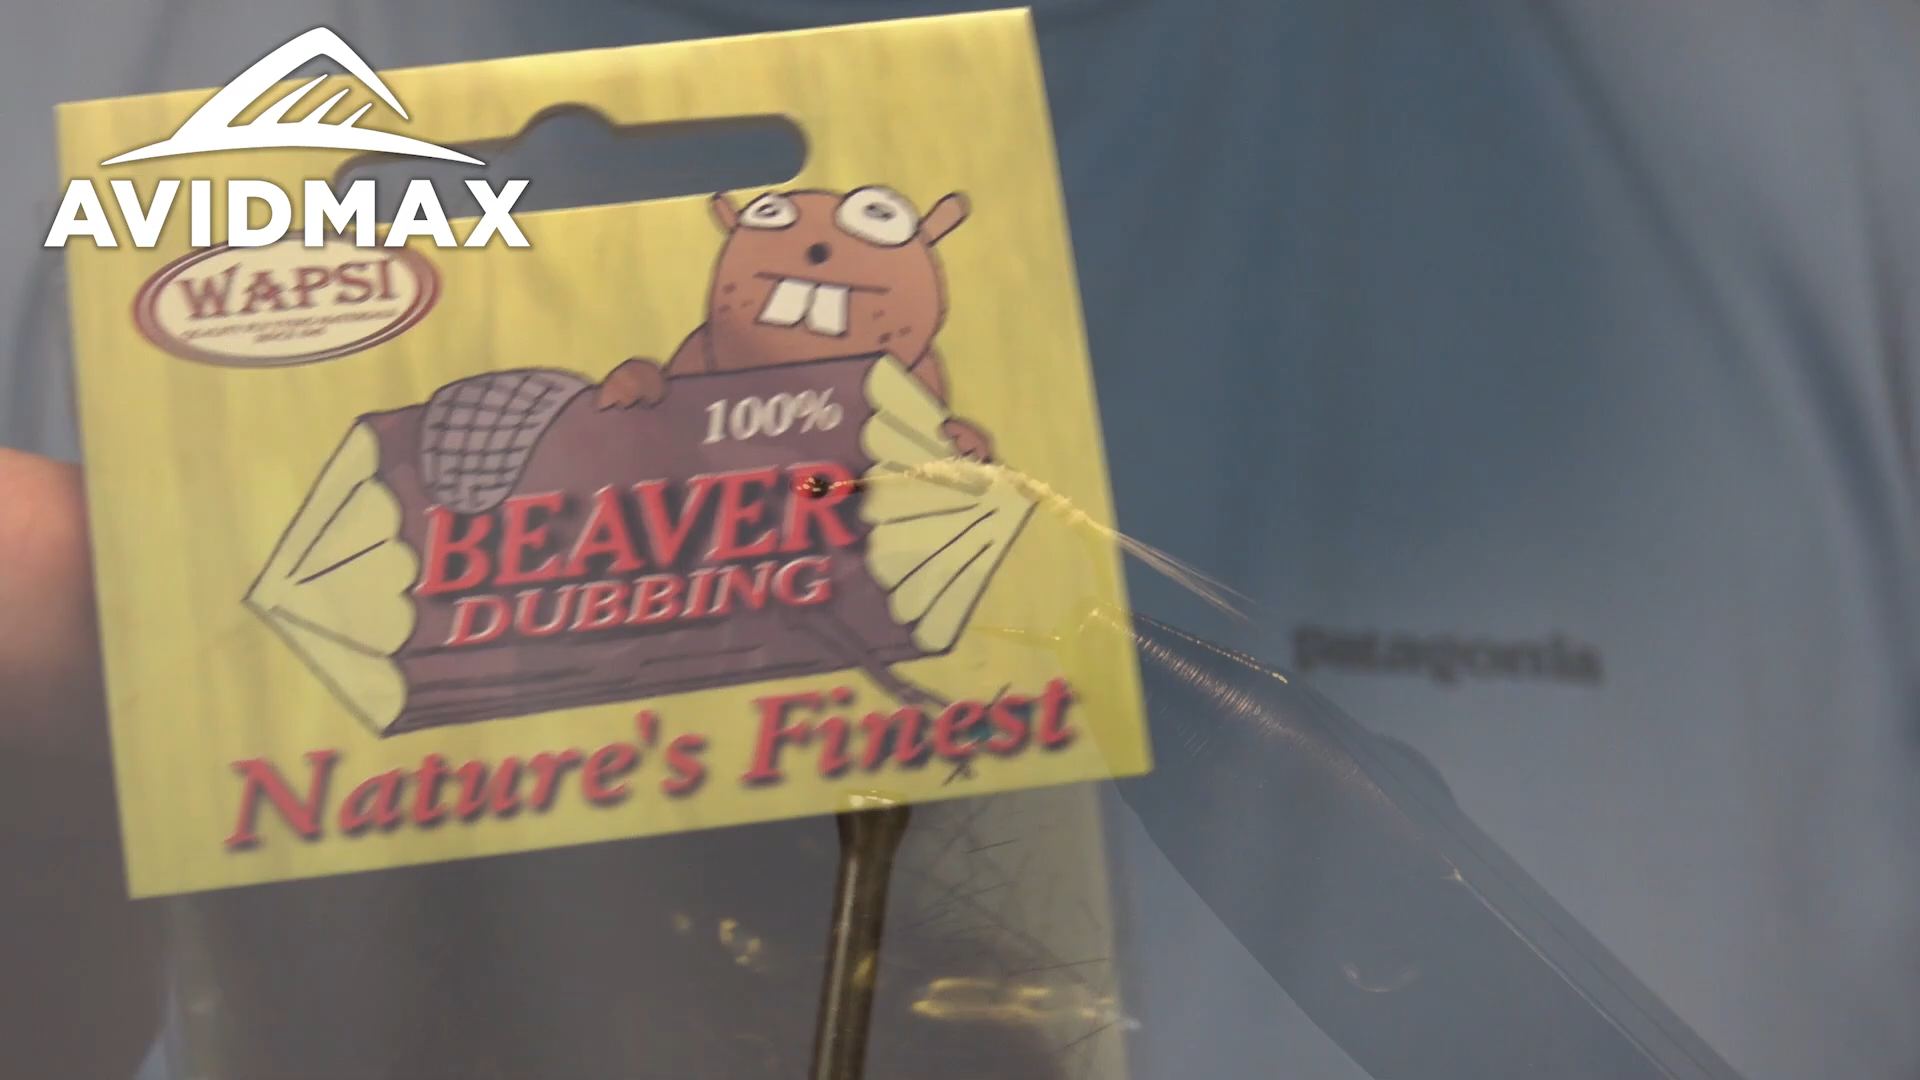 AVIDMAX
WAPSI
100%
BEAVER
DUBBING
Nature's Finest
patagonia